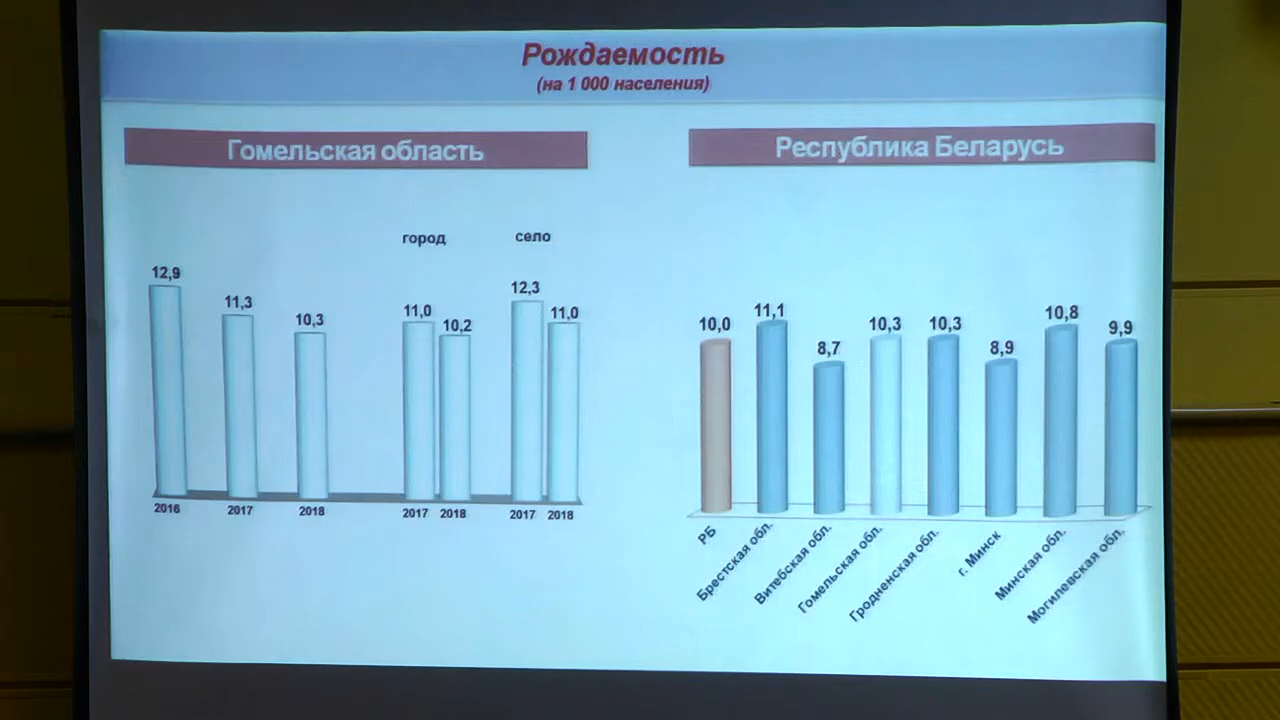 Рождаемость
(на 1 000 населения)
Гомельская область
город село
12,9 11,3 10,3 11,0 10,2 12,3 11,0
2016 2017 2018 2017 2018 2017 2018
Республика Беларусь
10,0 11,1 8,7 10,3 10,3 8,9 10,8 9,9
РБ
Брестская обл.
Витебская обл.
Гомельская обл.
Гродненская обл.
г. Минск
Минская обл.
Могилевская обл.